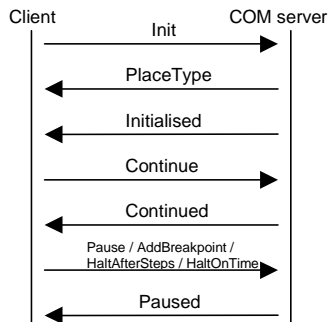 Client
COM server
Init
PlaceType
Initialised
Continue
Continued
Pause / AddBreakpoint /
HaltAfterSteps / HaltOnTime
Paused